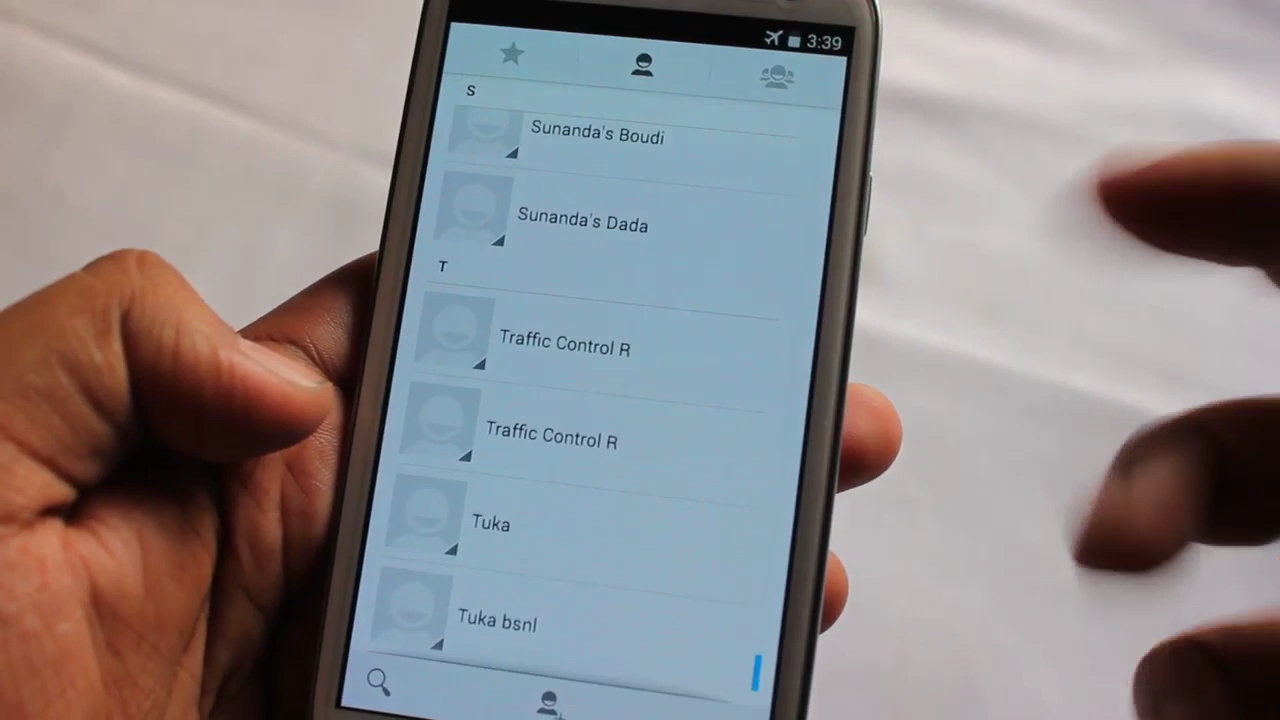 3:39
S
Sunanda's Boudi
Sunanda's Dada
T
Traffic Control R
Traffic Control R
Tuka
Tuka bsnl